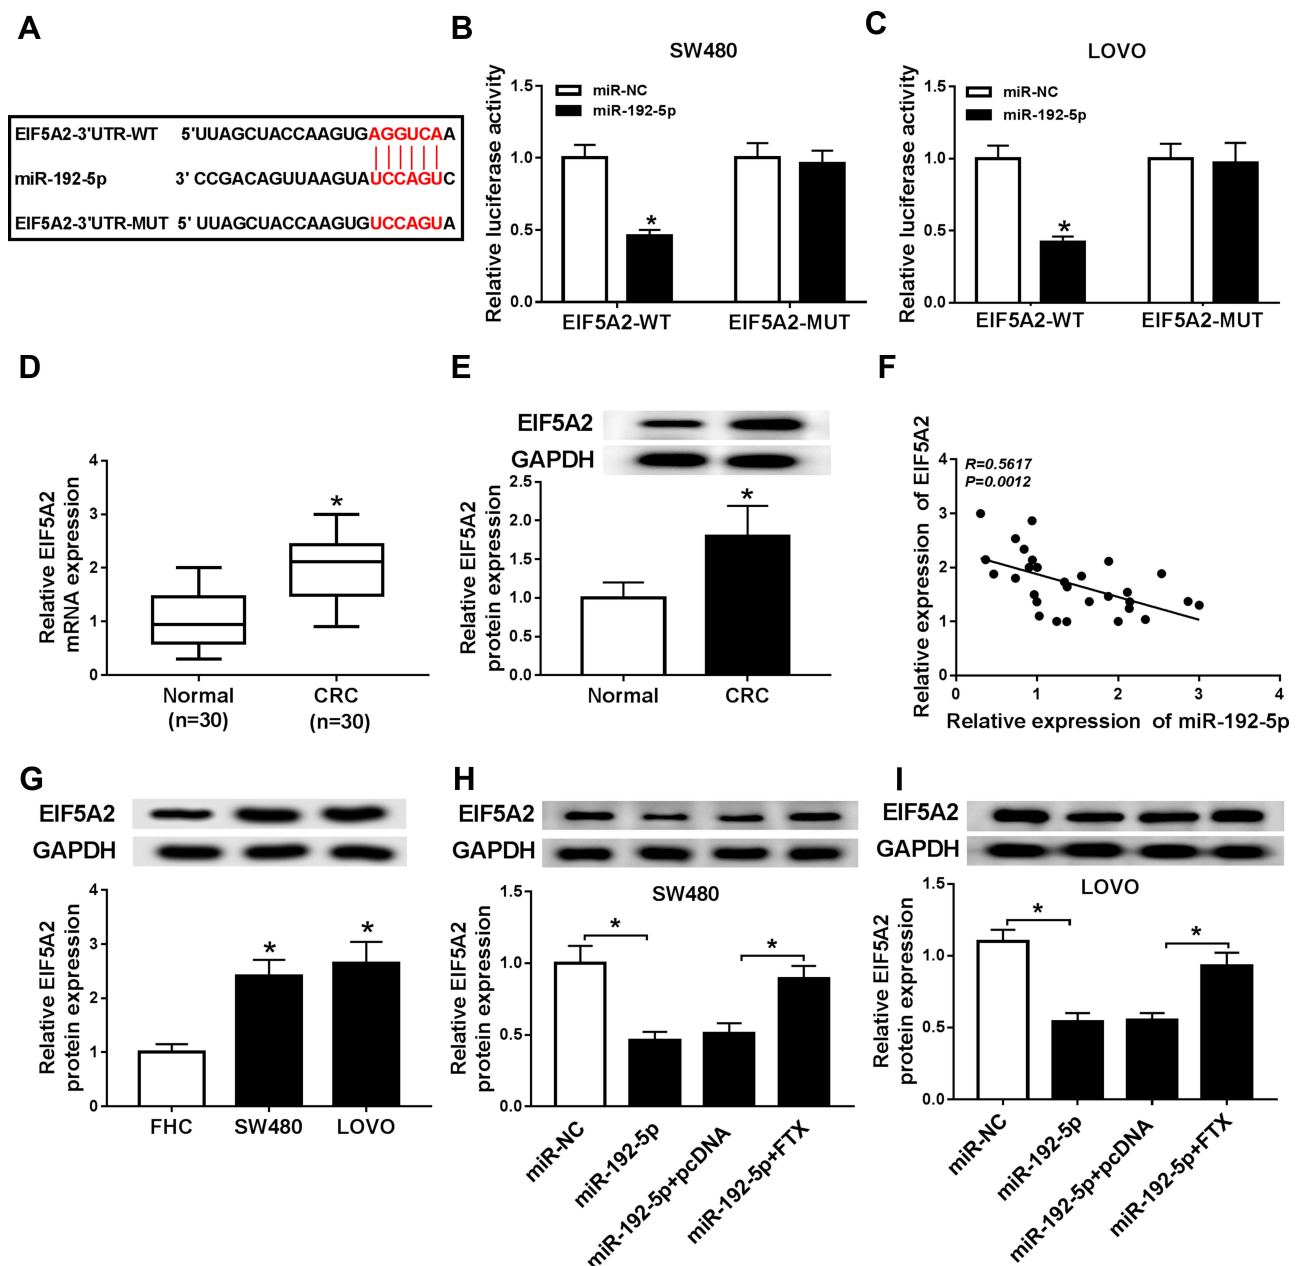 A
EIF5A2-3'UTR-WT 5'UUAGCUACCAAGUGAGGUCAA
miR-192-5p 3' CCGACAGUUAAGUAUCCAGUC
EIF5A2-3'UTR-MUT 5' UUAGCUACCAAGUGUCCAGUA
B
SW480
Relative luciferase activity
1.5
1.0
0.5
0.0
miR-NC
miR-192-5p
*
EIF5A2-WT EIF5A2-MUT
C
LOVO
Relative luciferase activity
1.5
1.0
0.5
0.0
miR-NC
miR-192-5p
*
EIF5A2-WT EIF5A2-MUT
D
Relative EIF5A2
mRNA expression
4
3
2
1
0
*
Normal CRC
(n=30) (n=30)
E
EIF5A2
GAPDH
Relative EIF5A2
protein expression
2.5
2.0
1.5
1.0
0.5
0.0
*
Normal CRC
F
Relative expression of EIF5A2
4
3
2
1
0
R=0.5617
P=0.0012
0 1 2 3 4
Relative expression of miR-192-5p
G
EIF5A2
GAPDH
Relative EIF5A2
protein expression
4
3
2
1
0
* *
FHC SW480 LOVO
H
EIF5A2
GAPDH
SW480
Relative EIF5A2
protein expression
1.5
1.0
0.5
0.0
* *
miR-NC
miR-192-5p
miR-192-5p+pcDNA
miR-192-5p+FTX
I
EIF5A2
GAPDH
LOVO
Relative EIF5A2
protein expression
1.5
1.0
0.5
0.0
* *
miR-NC
miR-192-5p
miR-192-5p+pcDNA
miR-192-5p+FTX